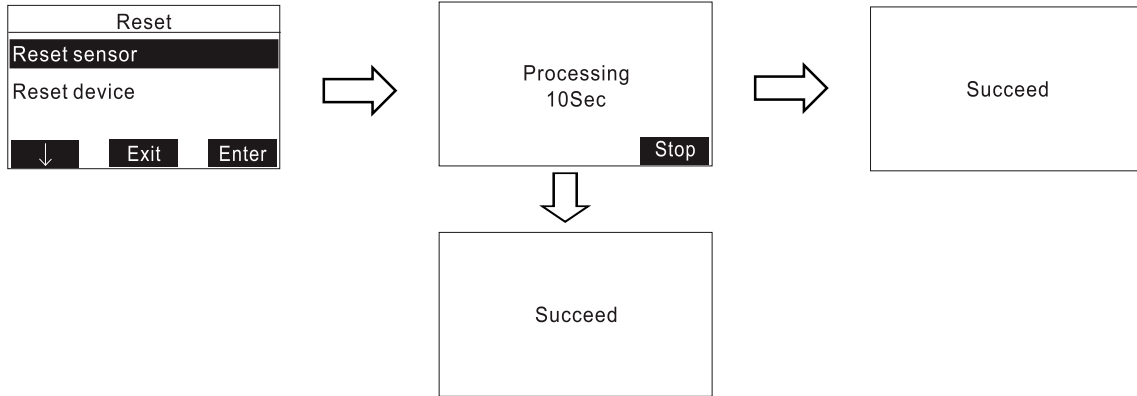 Reset
Reset sensor
Reset device
↓ Exit Enter
Processing
10Sec
Stop
Succeed
Succeed